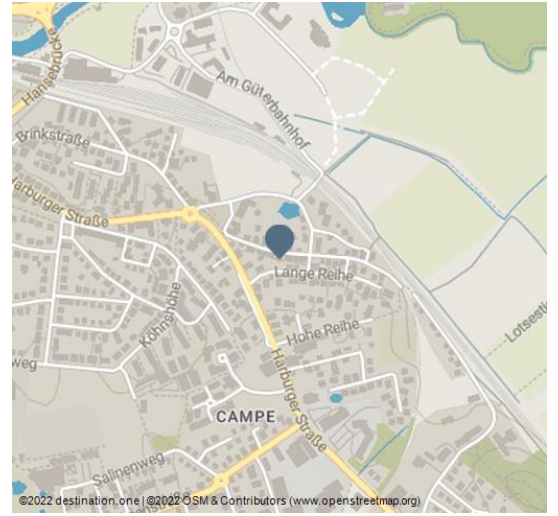 Hansebrücke
Am Güterbahnhof
Brinkstraße
Harburger Straße
Lange Reihe
Köhnshöhe
Hohe Reihe
Lotsestie
weg
Harburger Straße
CAMPE
Salinenweg
©2022 destination.one | ©2022 OSM & Contributors (www.openstreetmap.org)